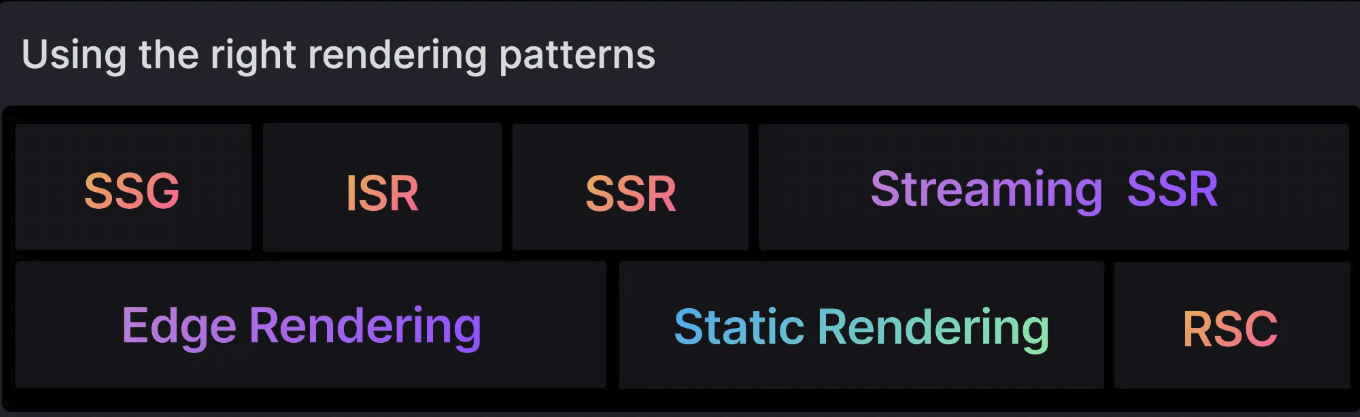 Using the right rendering patterns
SSG
ISR
SSR
Streaming SSR
Edge Rendering
Static Rendering
RSC